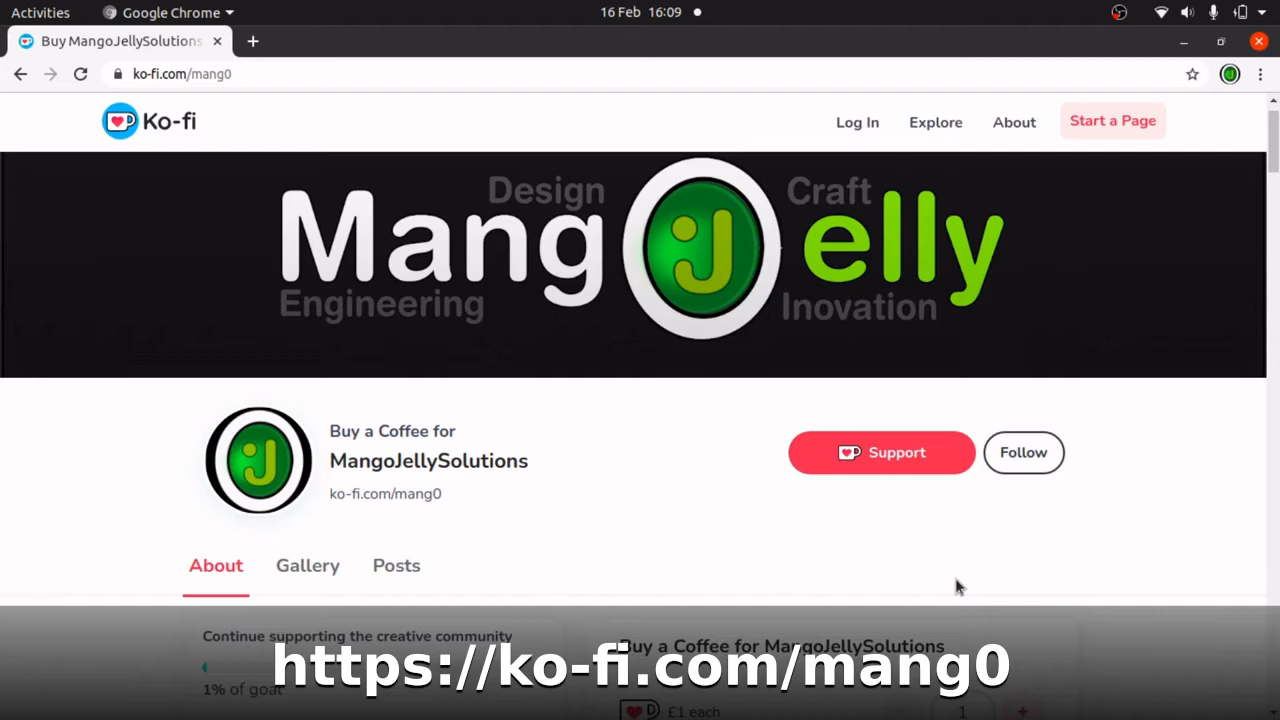 Activities Google Chrome 16 Feb 16:09
Buy MangoJellySolutions
ko-fi.com/mang0
Ko-fi Log In Explore About Start a Page
Design Craft
Mang Jelly
Engineering Inovation
Buy a Coffee for
MangoJellySolutions
ko-fi.com/mang0
Support Follow
About Gallery Posts
Continue supporting the creative community
Buy a Coffee for MangoJellySolutions
https://ko-fi.com/mang0
1% of goal
D £1 each 1 +